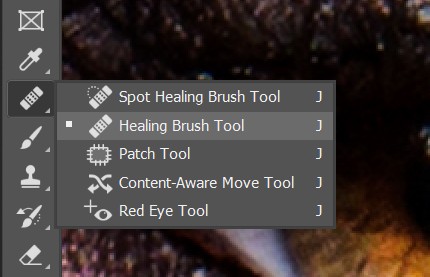 Spot Healing Brush Tool J
Healing Brush Tool J
Patch Tool J
Content-Aware Move Tool J
Red Eye Tool J